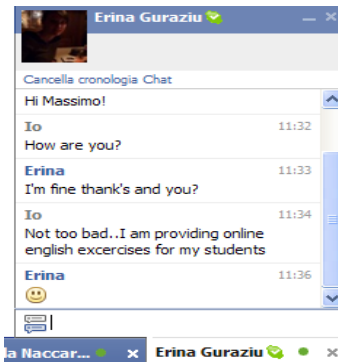 Erina Guraziu
Cancella cronologia Chat
Hi Massimo!
Io 11:32
How are you?
Erina 11:33
I'm fine thank's and you?
Io 11:34
Not too bad..I am providing online
english excercises for my students
Erina 11:36
la Naccar... Erina Guraziu